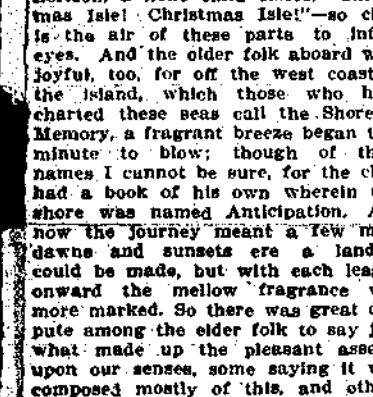 mas Isle! Christmas Isle!"—so cl
is the air of these parts to inf
eyes. And the older folk aboard w
joyful, too, for off the west coast
the island, which those who h
charted these seas call the Shore
Memory, a fragrant breeze began t
minute to blow; though of th
names I cannot be sure, for the c
had a book of his own wherein
shore was named Anticipation. A
now the journey meant a few m
dawns and sunsets ere a land
could be made, but with each leag
onward the mellow fragrance w
more marked. So there was great d
pute among the elder folk to say j
what made up the pleasant asse
upon our senses, some saying it w
composed mostly of this, and oth